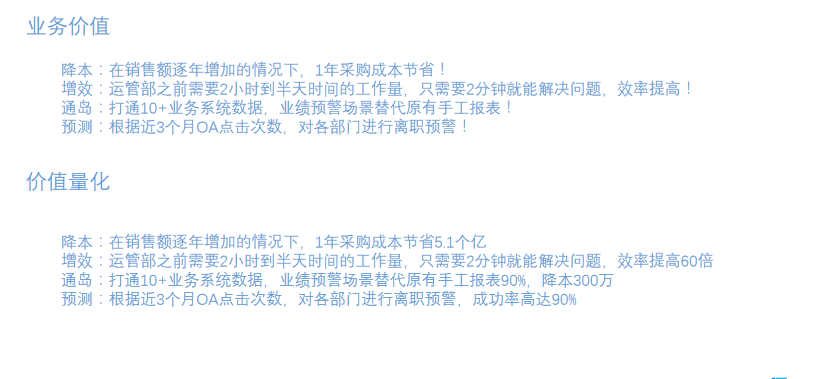 业务价值
降本：在销售额逐年增加的情况下，1年采购成本节省！
增效：运管部之前需要2小时到半天时间的工作量，只需要2分钟就能解决问题，效率提高！
通岛：打通10+业务系统数据，业绩预警场景替代原有手工报表！
预测：根据近3个月OA点击次数，对各部门进行离职预警！
价值量化
降本：在销售额逐年增加的情况下，1年采购成本节省5.1个亿
增效：运管部之前需要2小时到半天时间的工作量，只需要2分钟就能解决问题，效率提高60倍
通岛：打通10+业务系统数据，业绩预警场景替代原有手工报表90%，降本300万
预测：根据近3个月OA点击次数，对各部门进行离职预警，成功率高达90%